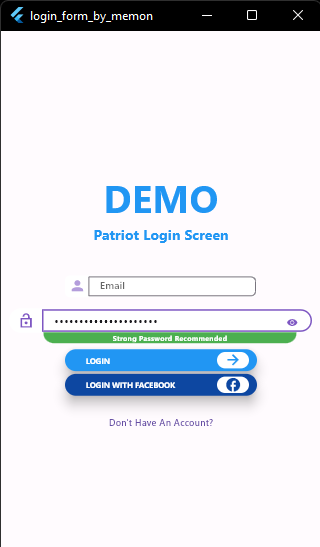 login_form_by_memon
DEMO
Patriot Login Screen
Email
•••••••••••••••••••••
Strong Password Recommended
LOGIN
LOGIN WITH FACEBOOK
Don't Have An Account?